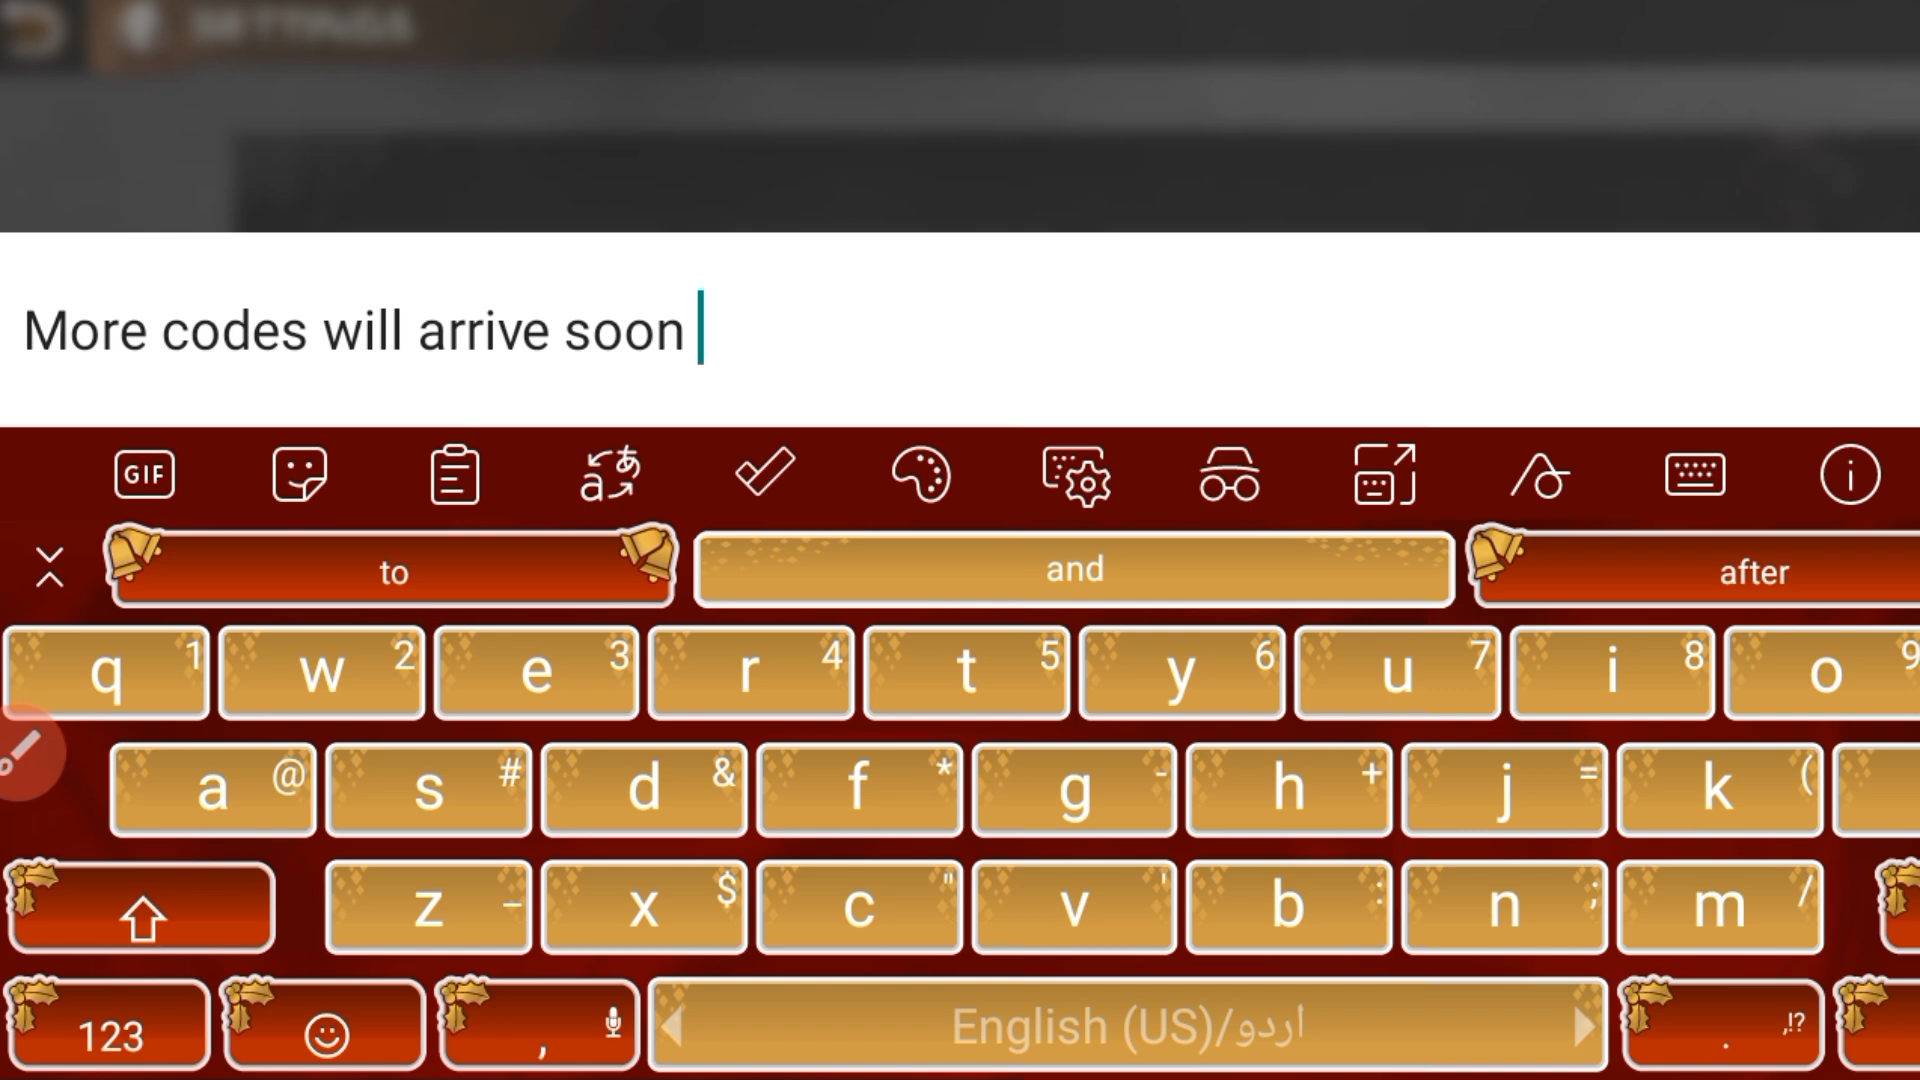 SETTINGS
More codes will arrive soon
GIF
to and after
q 1 w 2 e 3 r 4 t 5 y 6 u 7 i 8 o 9
a @ s # d & f * g - h + j = k (
z _ x $ c " v ' b : n ; m /
123 , English (US)/اردو . ,!?